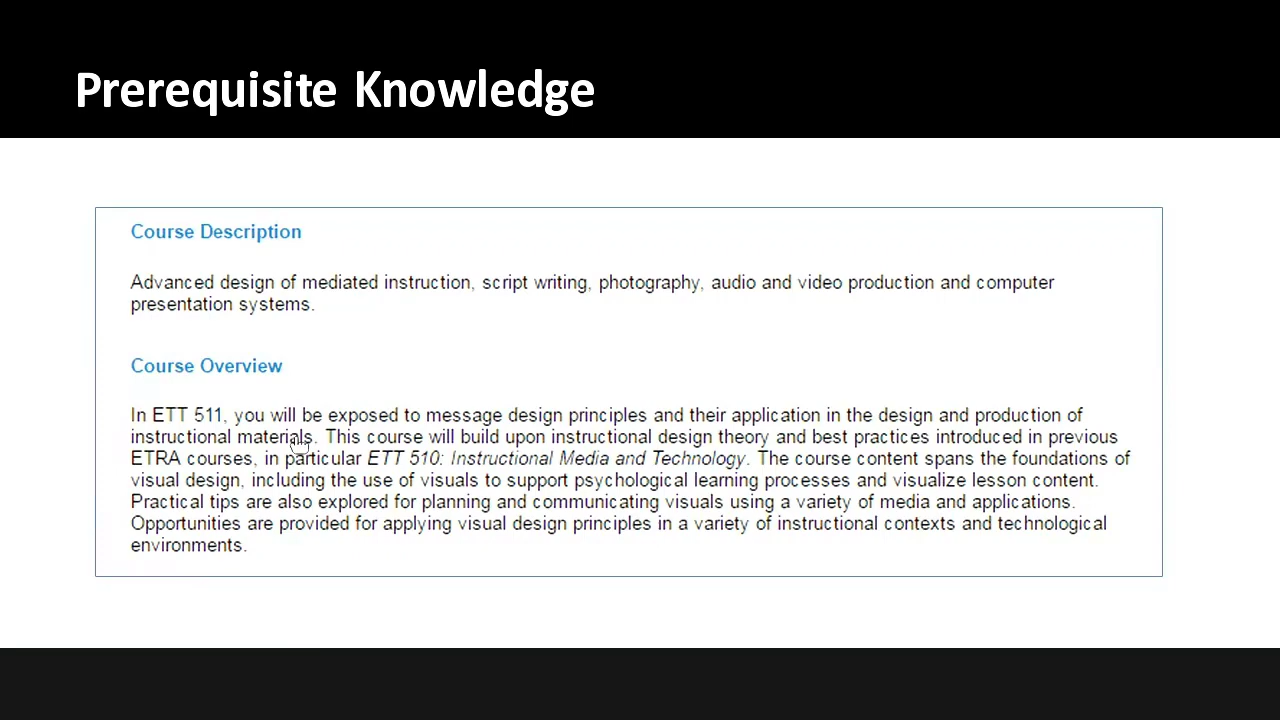 Prerequisite Knowledge
Course Description
Advanced design of mediated instruction, script writing, photography, audio and video production and computer
presentation systems.
Course Overview
In ETT 511, you will be exposed to message design principles and their application in the design and production of
instructional materials. This course will build upon instructional design theory and best practices introduced in previous
ETRA courses, in particular ETT 510: Instructional Media and Technology. The course content spans the foundations of
visual design, including the use of visuals to support psychological learning processes and visualize lesson content.
Practical tips are also explored for planning and communicating visuals using a variety of media and applications.
Opportunities are provided for applying visual design principles in a variety of instructional contexts and technological
environments.